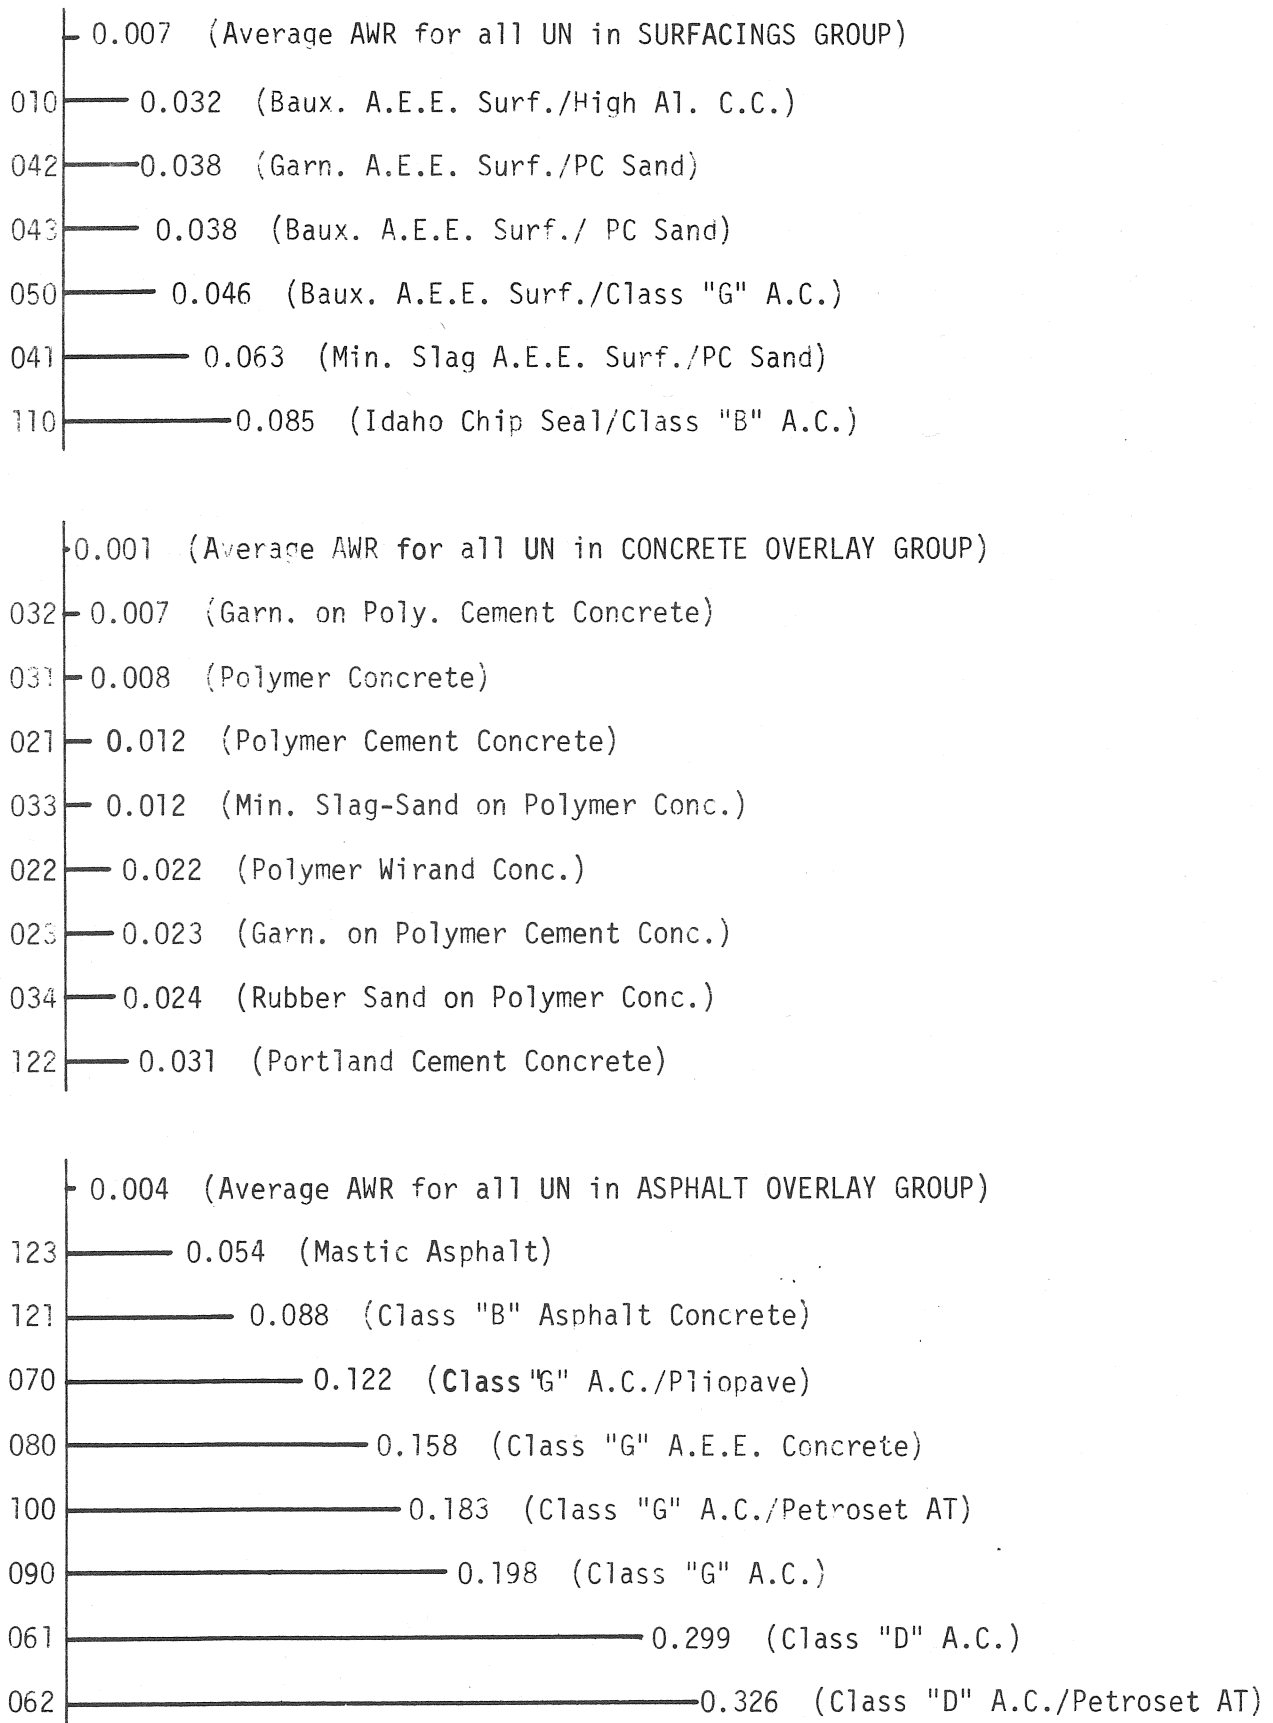 0.007 (Average AWR for all UN in SURFACINGS GROUP)
010 0.032 (Baux. A.E.E. Surf./High Al. C.C.)
042 0.038 (Garn. A.E.E. Surf./PC Sand)
043 0.038 (Baux. A.E.E. Surf./ PC Sand)
050 0.046 (Baux. A.E.E. Surf./Class "G" A.C.)
041 0.063 (Min. Slag A.E.E. Surf./PC Sand)
110 0.085 (Idaho Chip Seal/Class "B" A.C.)
0.001 (Average AWR for all UN in CONCRETE OVERLAY GROUP)
032 0.007 (Garn. on Poly. Cement Concrete)
031 0.008 (Polymer Concrete)
021 0.012 (Polymer Cement Concrete)
033 0.012 (Min. Slag-Sand on Polymer Conc.)
022 0.022 (Polymer Wirand Conc.)
023 0.023 (Garn. on Polymer Cement Conc.)
034 0.024 (Rubber Sand on Polymer Conc.)
122 0.031 (Portland Cement Concrete)
0.004 (Average AWR for all UN in ASPHALT OVERLAY GROUP)
123 0.054 (Mastic Asphalt)
121 0.088 (Class "B" Asphalt Concrete)
070 0.122 (Class "G" A.C./Pliopave)
080 0.158 (Class "G" A.E.E. Concrete)
100 0.183 (Class "G" A.C./Petroset AT)
090 0.198 (Class "G" A.C.)
061 0.299 (Class "D" A.C.)
062 0.326 (Class "D" A.C./Petroset AT)